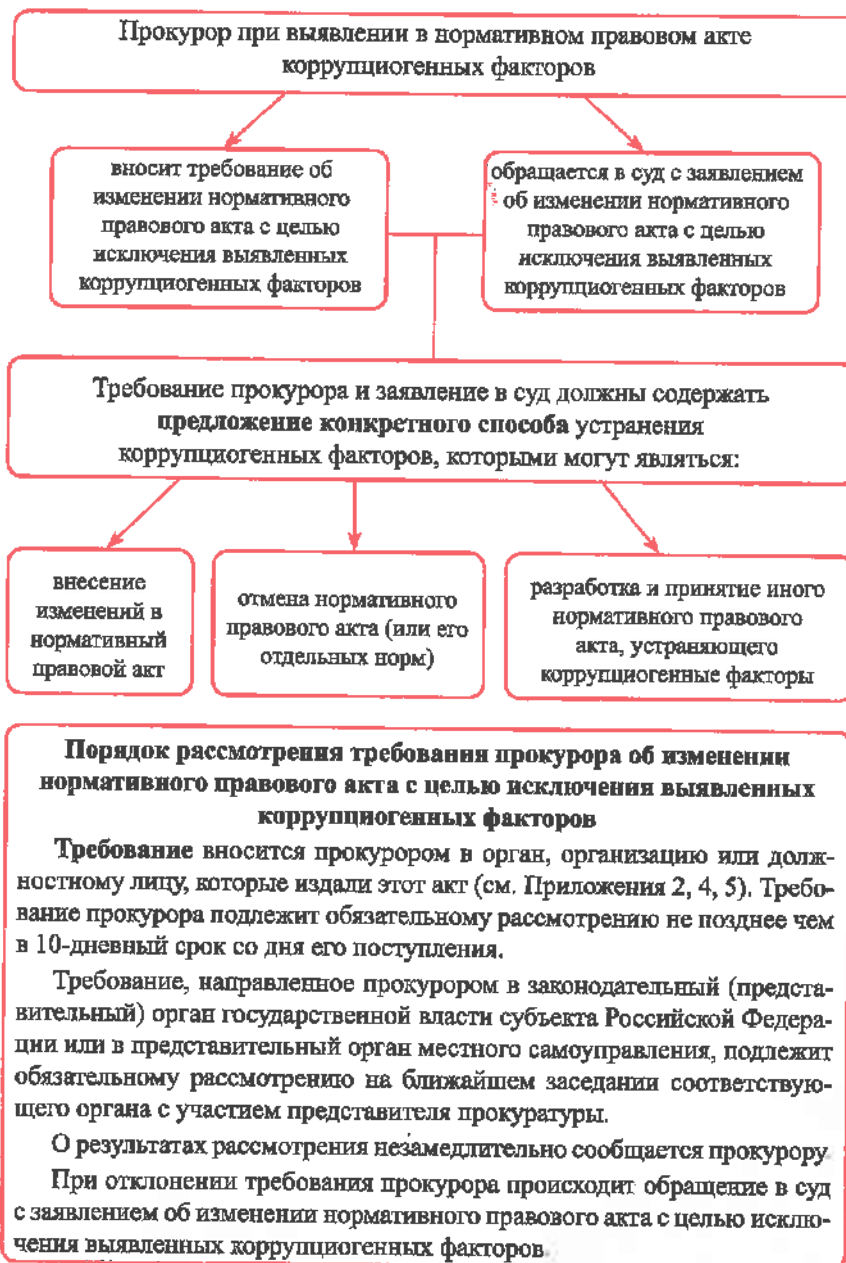 Прокурор при выявлении в нормативном правовом акте
коррупциогенных факторов
вносит требование об
изменении нормативного
правового акта с целью
исключения выявленных
коррупциогенных факторов
обращается в суд с заявлением
об изменении нормативного
правового акта с целью
исключения выявленных
коррупциогенных факторов
Требование прокурора и заявление в суд должны содержать
предложение конкретного способа устранения
коррупциогенных факторов, которыми могут являться:
внесение
изменений в
нормативный
правовой акт
отмена нормативного
правового акта (или его
отдельных норм)
разработка и принятие иного
нормативного правового
акта, устраняющего
коррупциогенные факторы
Порядок рассмотрения требования прокурора об изменении
нормативного правового акта с целью исключения выявленных
коррупциогенных факторов
Требование вносится прокурором в орган, организацию или долж-
ностному лицу, которые издали этот акт (см. Приложения 2, 4, 5). Требо-
вание прокурора подлежит обязательному рассмотрению не позднее чем
в 10-дневный срок со дня его поступления.
Требование, направленное прокурором в законодательный (предста-
вительный) орган государственной власти субъекта Российской Федера-
ции или в представительный орган местного самоуправления, подлежит
обязательному рассмотрению на ближайшем заседании соответствую-
щего органа с участием представителя прокуратуры.
О результатах рассмотрения незамедлительно сообщается прокурору.
При отклонении требования прокурора происходит обращение в суд
с заявлением об изменении нормативного правового акта с целью исклю-
чения выявленных коррупциогенных факторов.